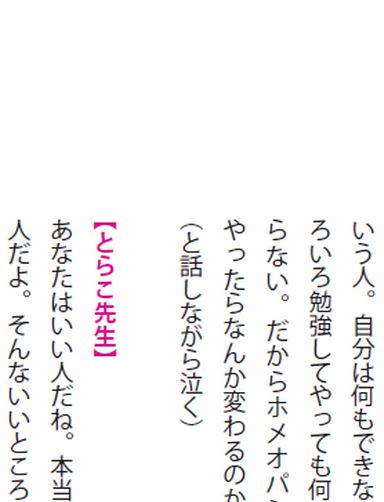 いう人。自分は何もできな
ろいろ勉強してやっても何
らない。だからホメオパシ
やったらなんか変わるのか
（と話しながら泣く）
【とらこ先生】
あなたはいい人だね。本当
人だよ。そんないいところ